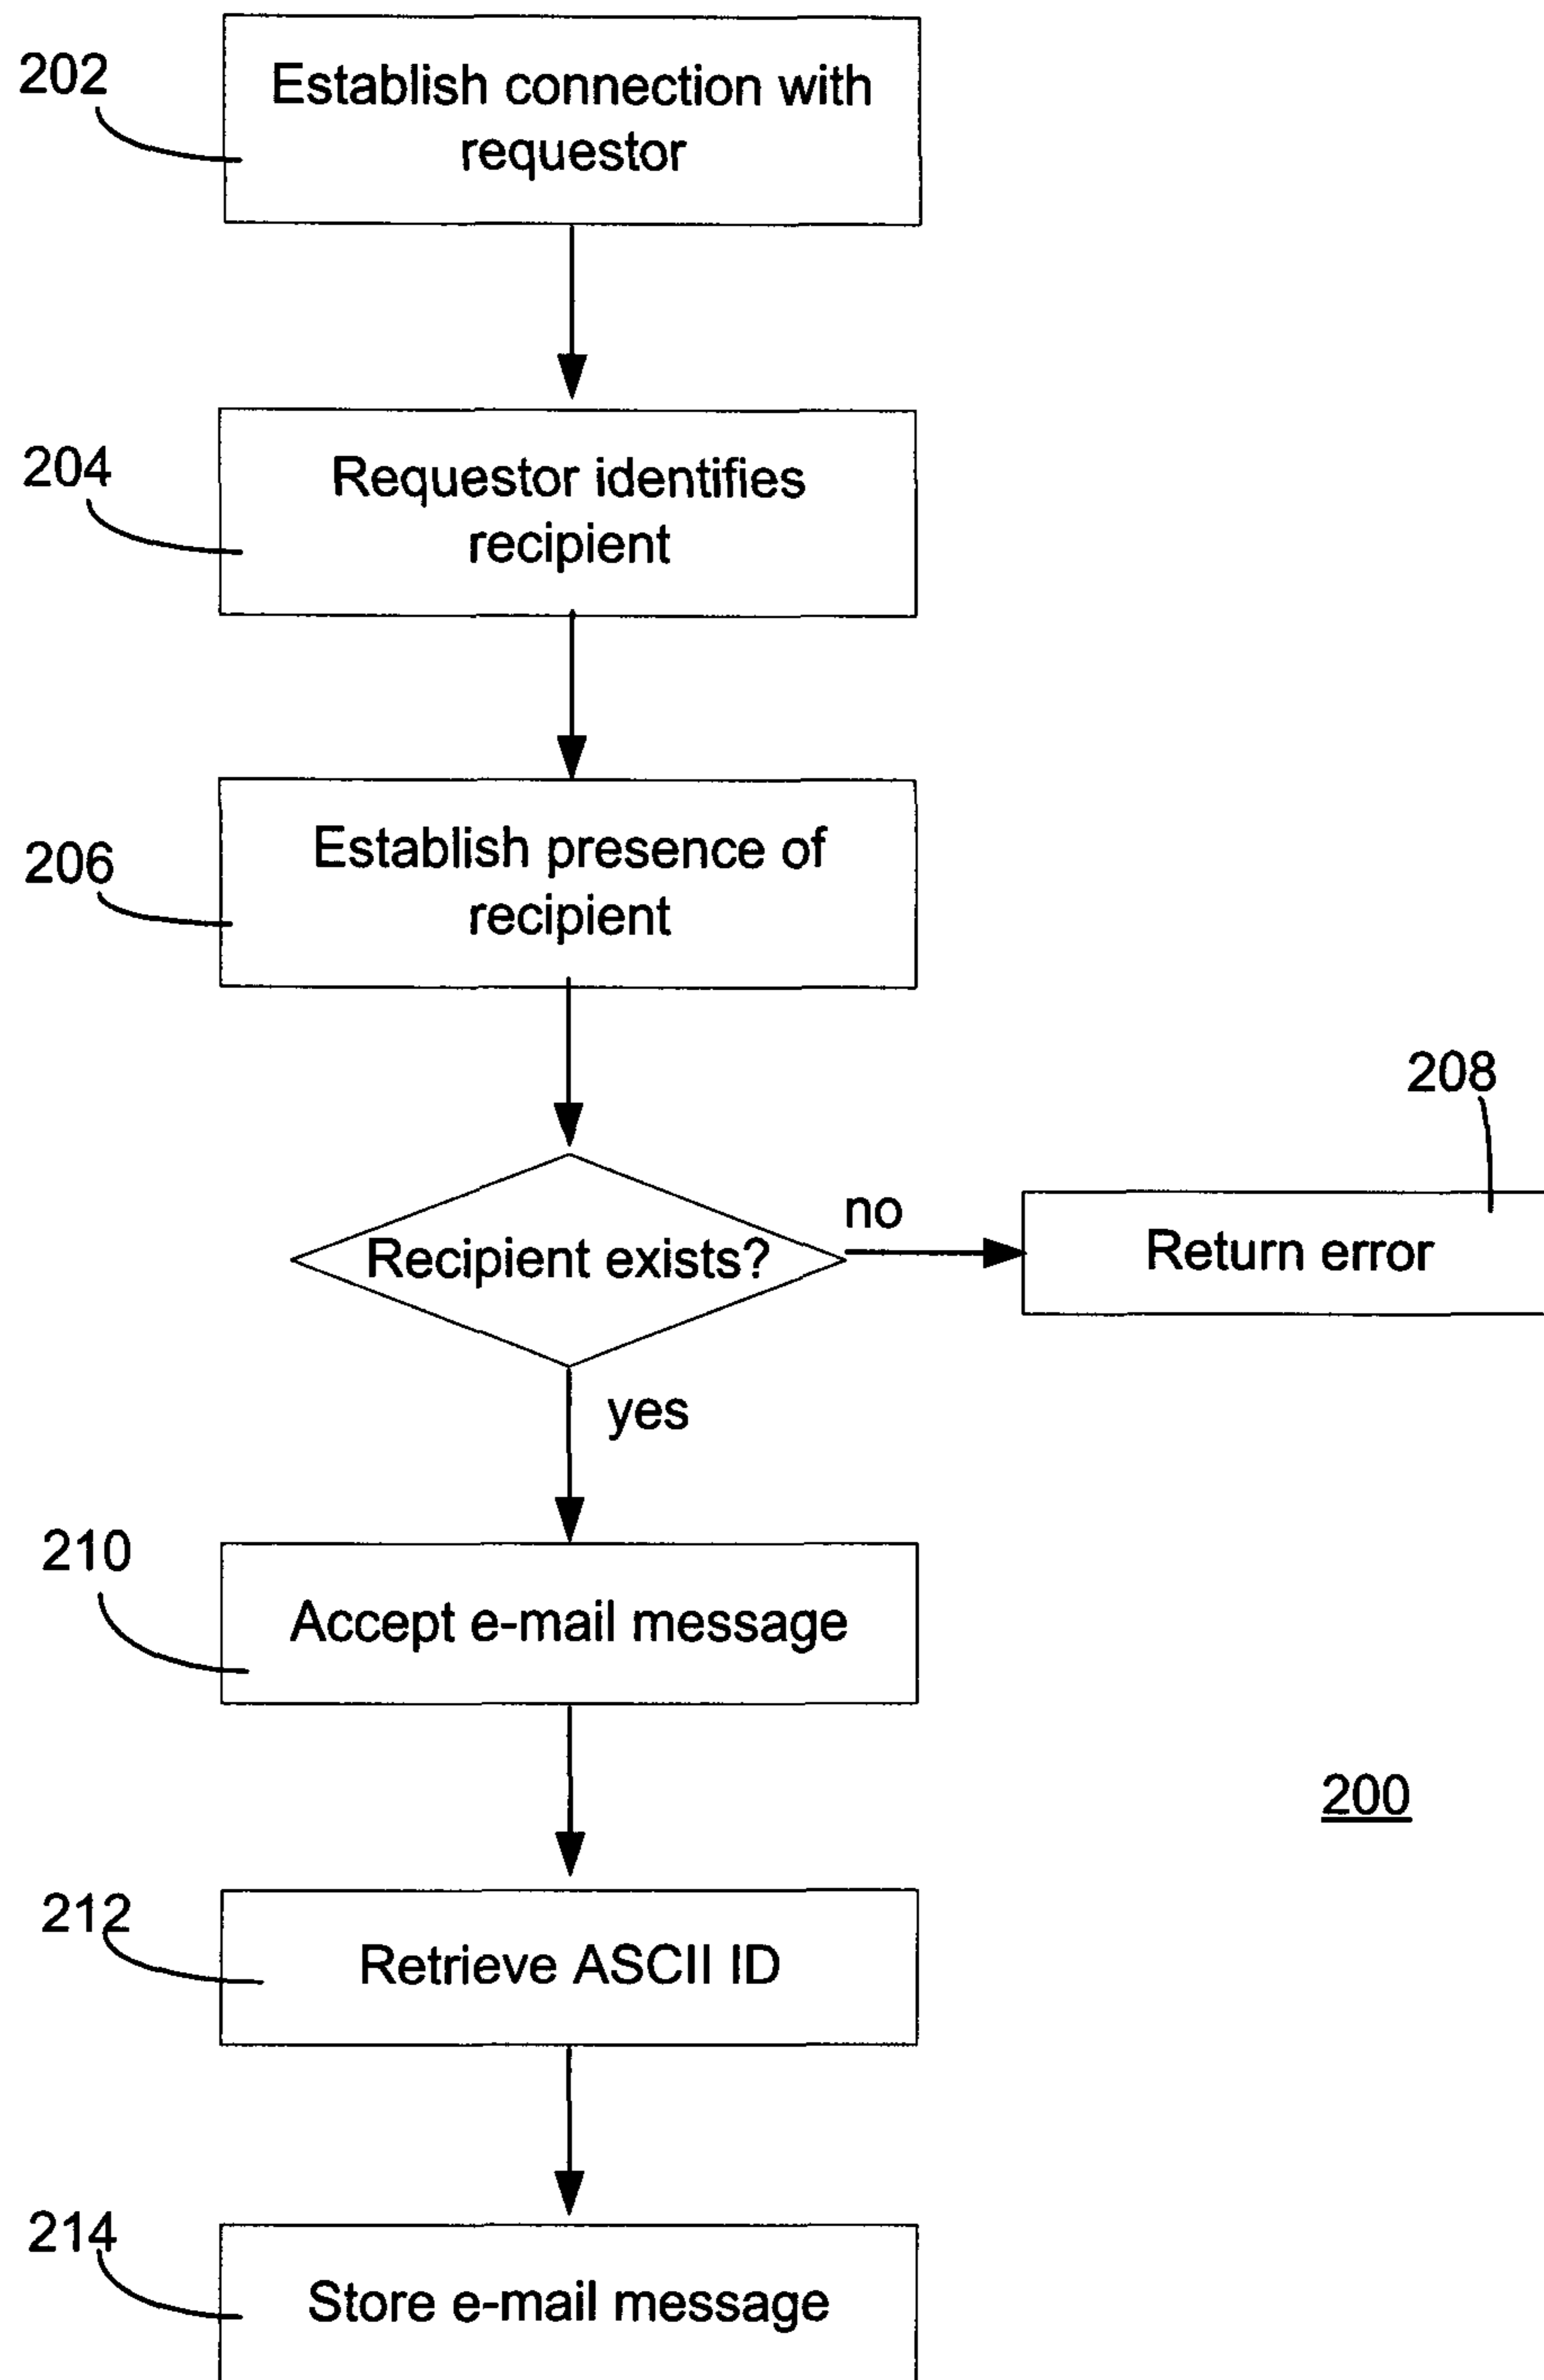 202
Establish connection with
requestor
204
Requestor identifies
recipient
206
Establish presence of
recipient
208
Recipient exists?
no
Return error
yes
210
Accept e-mail message
200
212
Retrieve ASCII ID
214
Store e-mail message